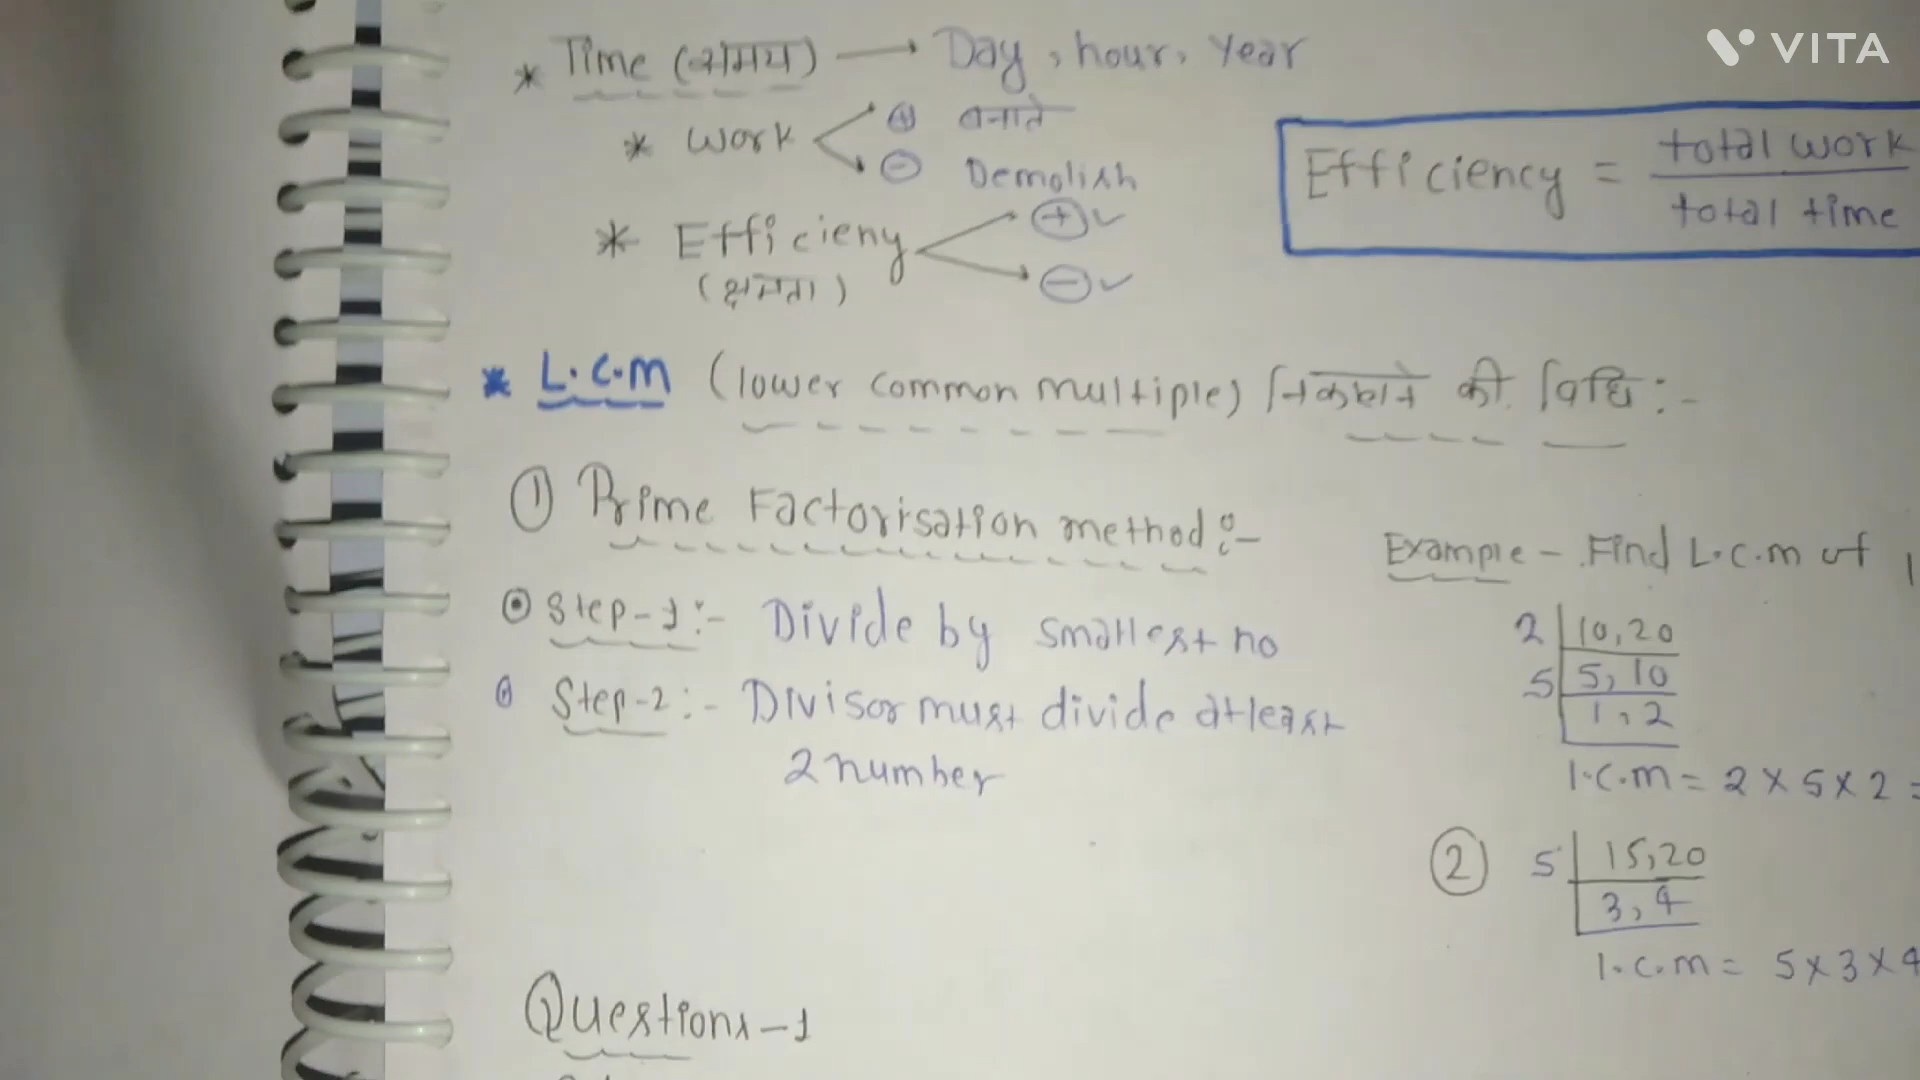 VITA
* Time (समय) → Day, hour, Year
* Work
⊕ बनाते
⊖ Demolish
* Efficieny
(क्षमता)
⊕ ✓
⊖ ✓
Efficiency = total work / total time
* L.C.M (lower common multiple) निकालने की विधि :-
① Prime Factorisation method :-
Step-1 :- Divide by smallest no
Step-2 :- Divisor must divide atleast
2 number
Example - Find L.C.M of
2 | 10, 20
5 | 5, 10
1, 2
L.C.M = 2 × 5 × 2 =
② 5 | 15, 20
3, 4
L.C.M = 5 × 3 × 4
Questions-1